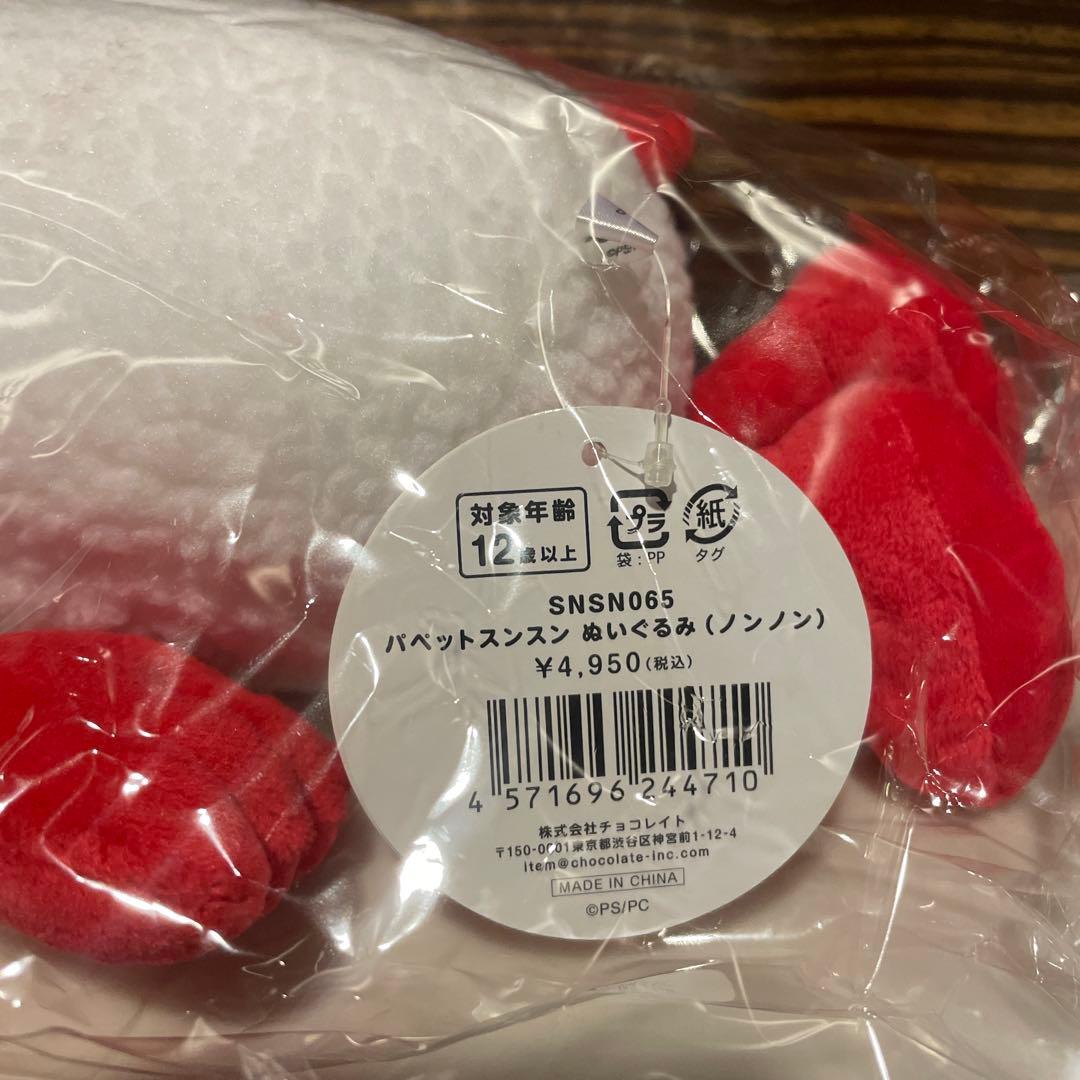 対象年齢
12歳以上
プラ
紙
袋:PP
タグ
SNSN065
パペットスンスン ぬいぐるみ(ノンノン)
¥4,950(税込)
4 571696 244710
株式会社チョコレイト
〒150-0001東京都渋谷区神宮前1-12-4
item@chocolate-inc.com
MADE IN CHINA
©PS/PC